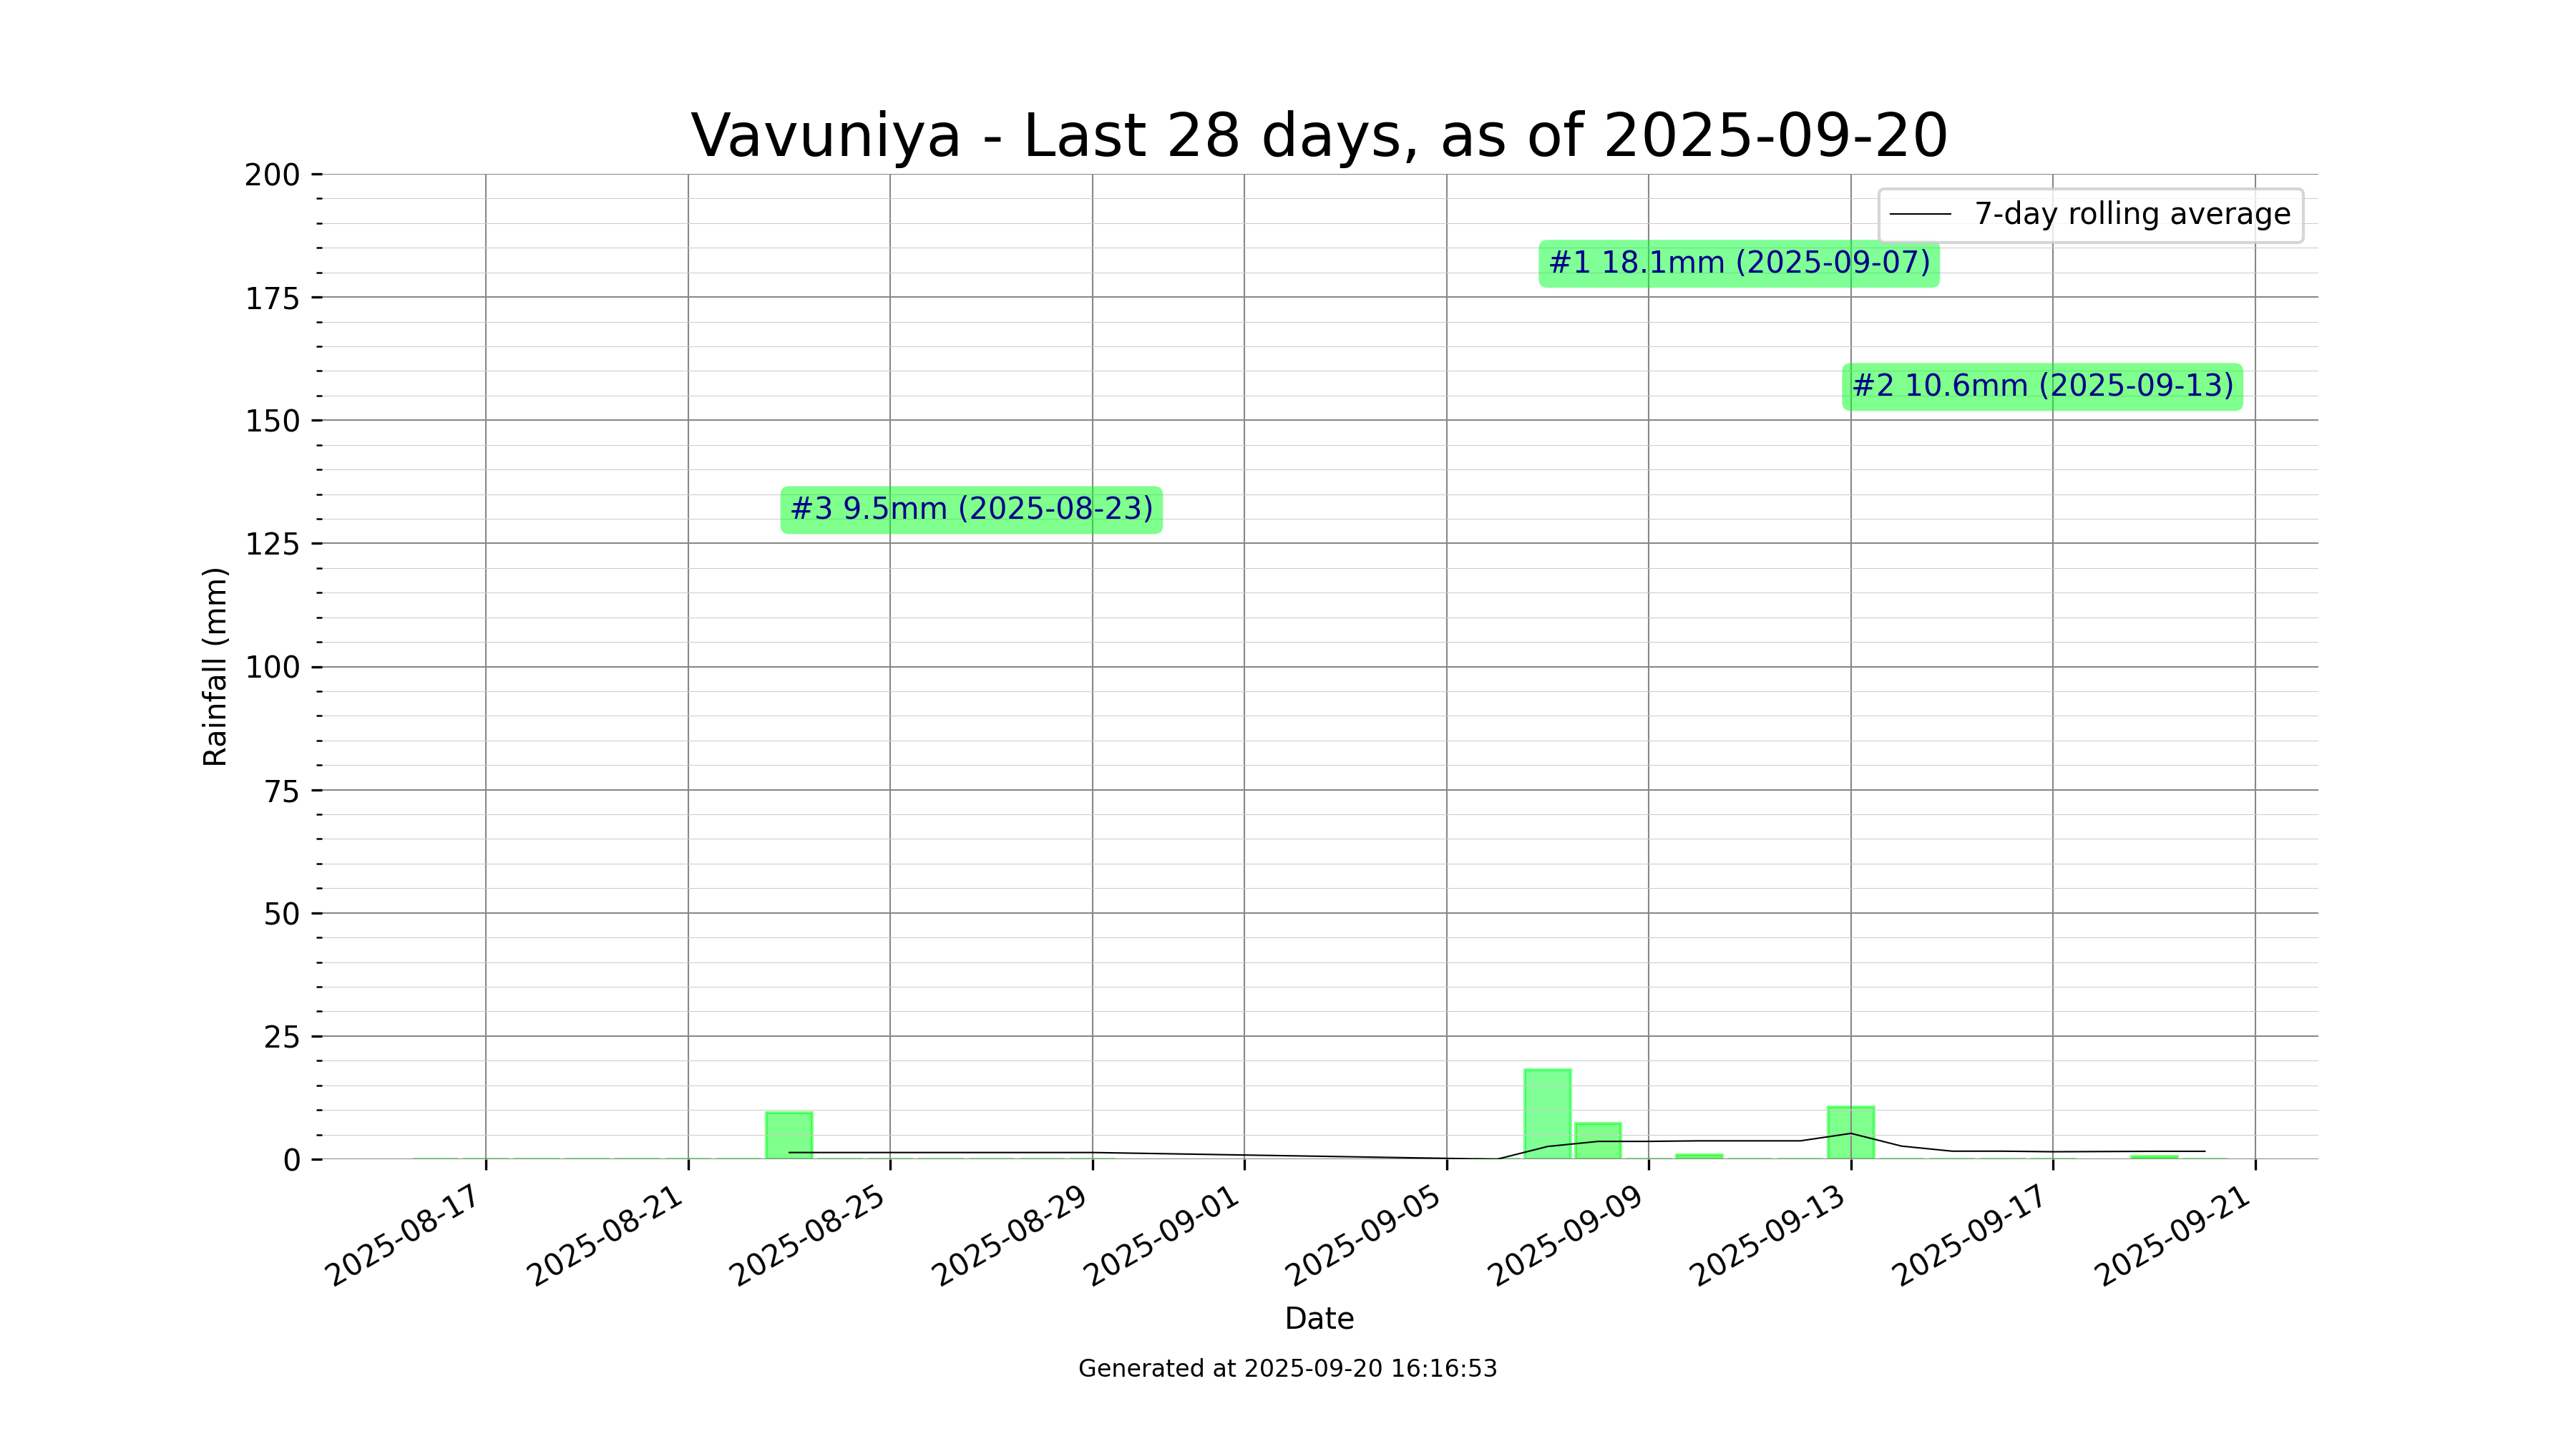 Vavuniya - Last 28 days, as of 2025-09-20
200
175
150
125
100
75
50
25
0
Rainfall (mm)
7-day rolling average
#1 18.1mm (2025-09-07)
#2 10.6mm (2025-09-13)
#3 9.5mm (2025-08-23)
2025-08-17
2025-08-21
2025-08-25
2025-08-29
2025-09-01
2025-09-05
2025-09-09
2025-09-13
2025-09-17
2025-09-21
Date
Generated at 2025-09-20 16:16:53